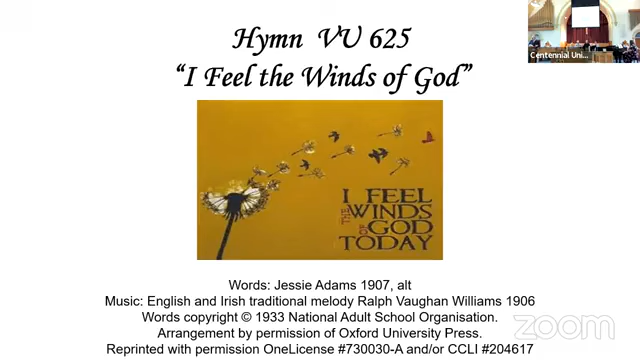 Hymn VU 625
“I Feel the Winds of God”
I FEEL
THE WINDS
OF GOD
TODAY
Words: Jessie Adams 1907, alt
Music: English and Irish traditional melody Ralph Vaughan Williams 1906
Words copyright © 1933 National Adult School Organisation.
Arrangement by permission of Oxford University Press.
Reprinted with permission OneLicense #730030-A and/or CCLI #204617
Centennial Uni...
zoom